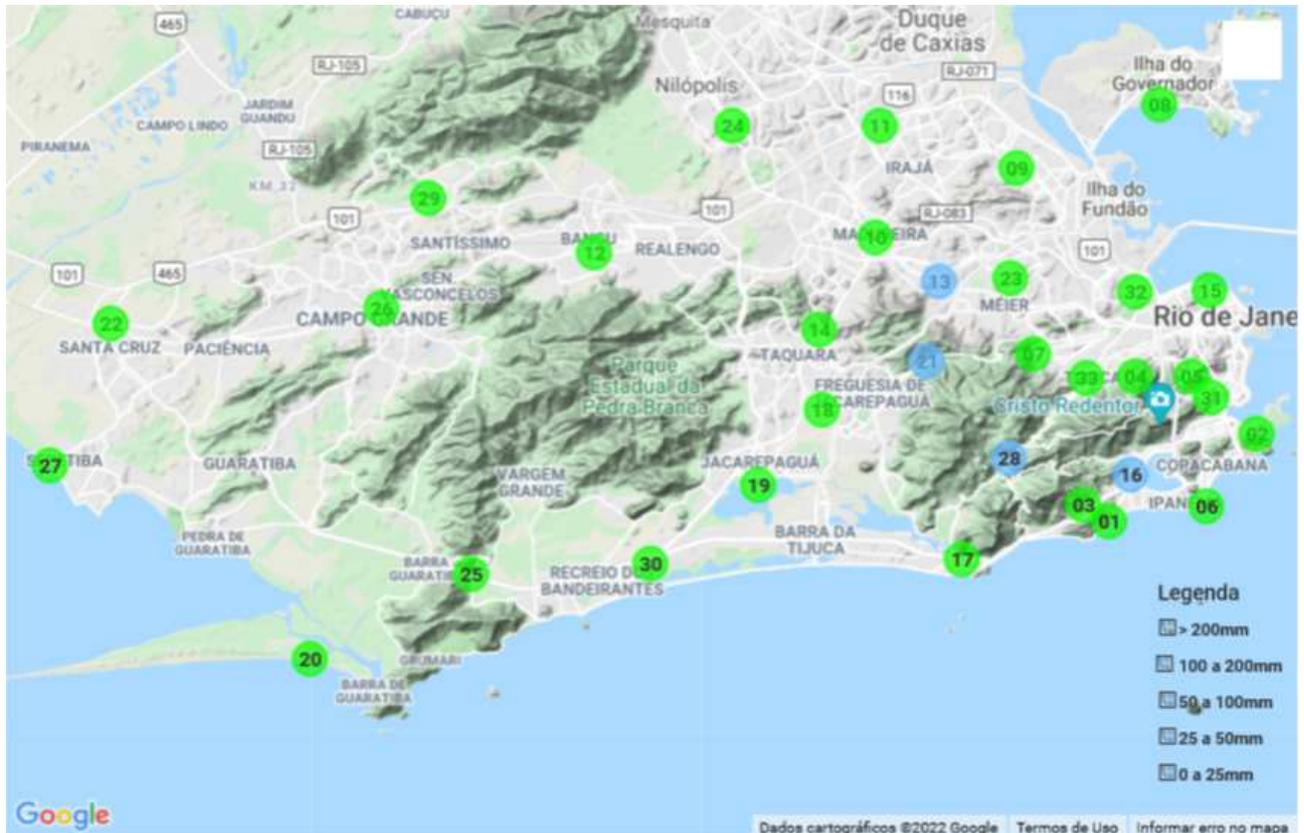 465
CABUÇU
Mesquita
Duque
de Caxias
RJ-105
RJ-071
Ilha do
Governador
Nilópolis
116
08
JARDIM
GUANDU
CAMPO LINDO
24
11
PIRANEMA
RJ-105
IRAJÁ
09
KM 32
29
Ilha do
Fundão
101
101
RJ-083
SANTÍSSIMO
10
12
REALENGO
101
101
465
SEN
VASCONCELOS
13
23
MÉIER
32
15
26
CAMPO GRANDE
22
SANTA CRUZ
PACIÊNCIA
14
TAQUARA
Rio de Jane
07
21
Parque
Estadual da
Pedra Branca
FREGUESIA DE
33
04
05
31
18
Cristo Redentor
02
27
GUARATIBA
JACAREPAGUÁ
28
COPACABANA
VARGEM
GRANDE
19
16
03
01
06
PEDRA DE
GUARATIBA
BARRA DA
TIJUCA
17
BARRA
25
30
RECREIO
BANDEIRANTES
20
GRUMARI
BARRA DE
GUARATIBA
Legenda
> 200mm
100 a 200mm
50 a 100mm
25 a 50mm
0 a 25mm
Google
Dados cartográficos ©2022 Google
Termos de Uso
Informar erro no mapa